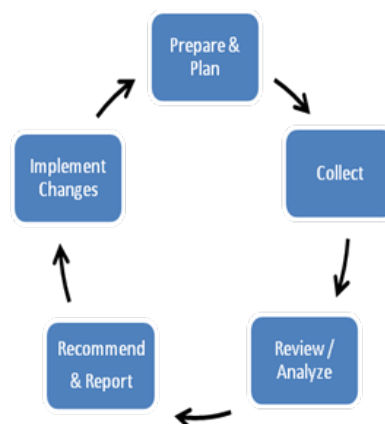 Prepare &
Plan
Collect
Review /
Analyze
Recommend
& Report
Implement
Changes